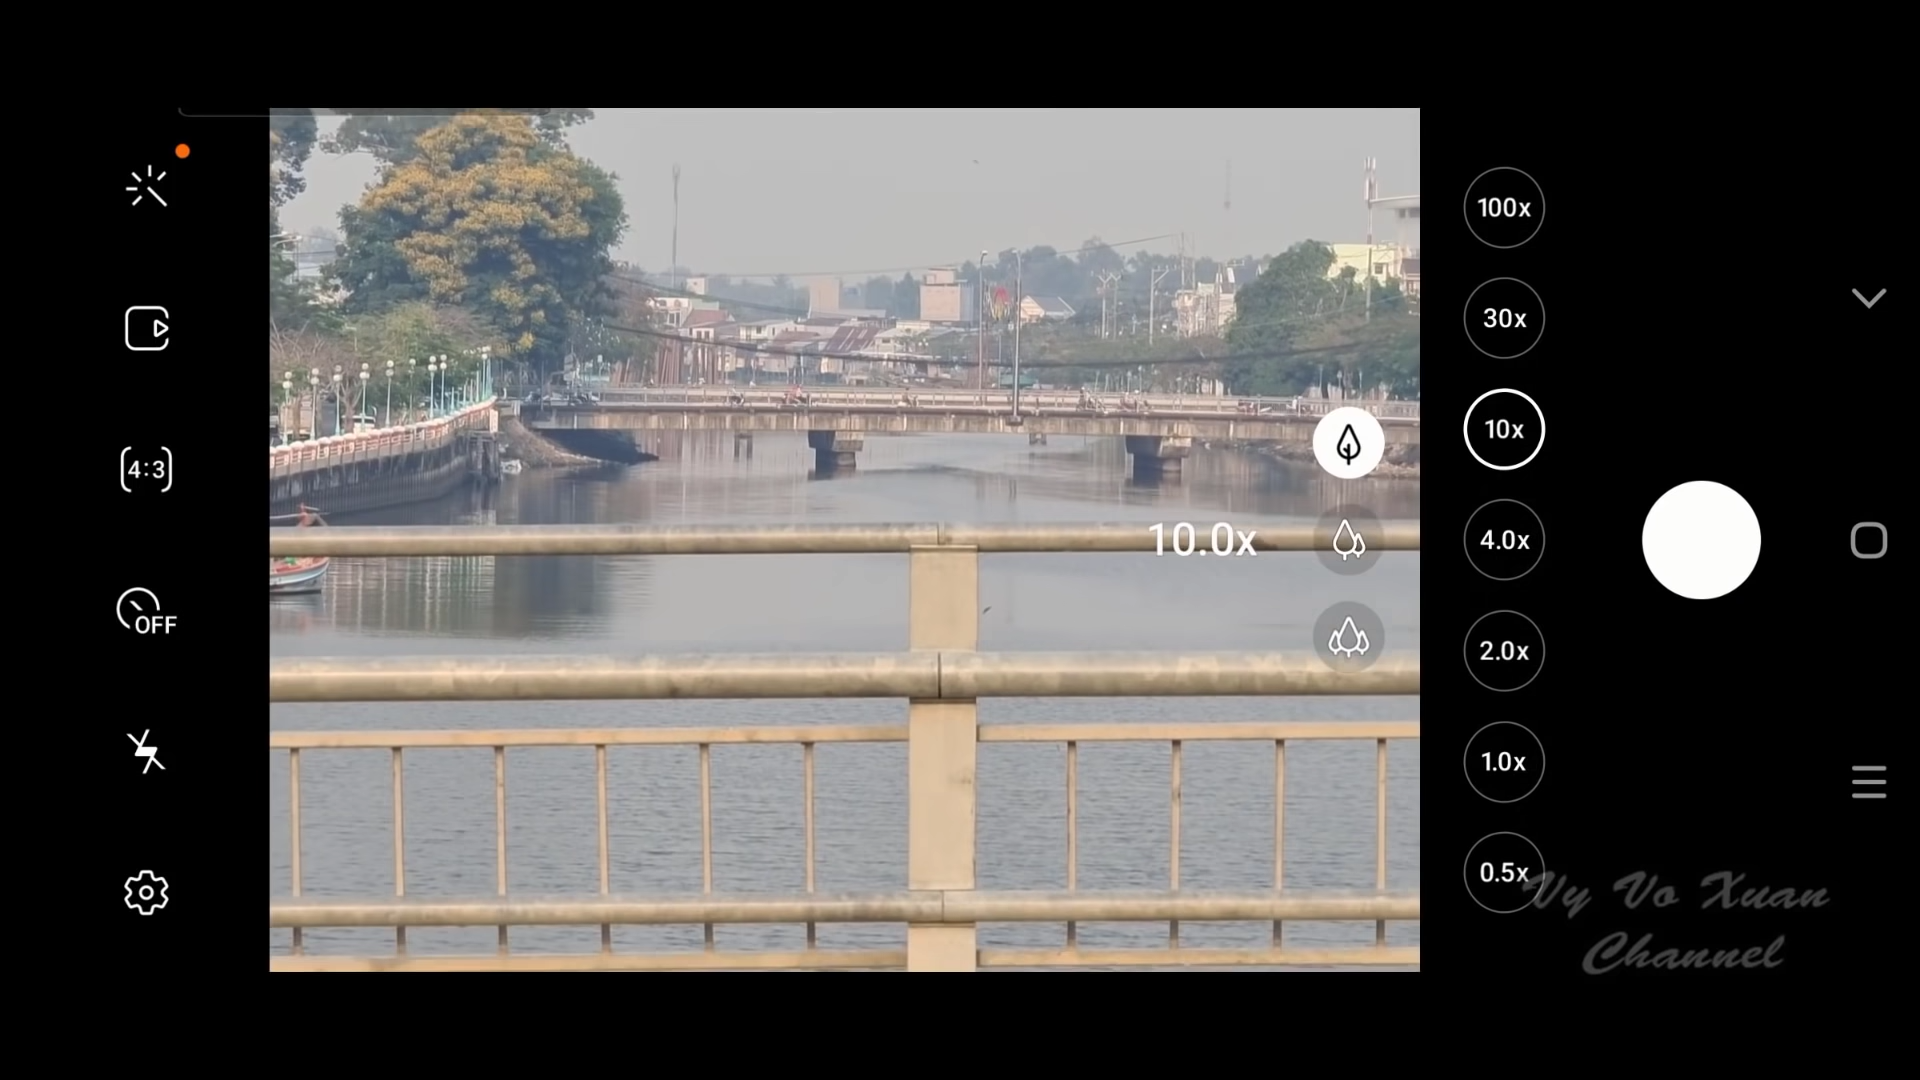 4:3
OFF
10.0x
100x
30x
10x
4.0x
2.0x
1.0x
0.5x
Vy Vo Xuan
Channel